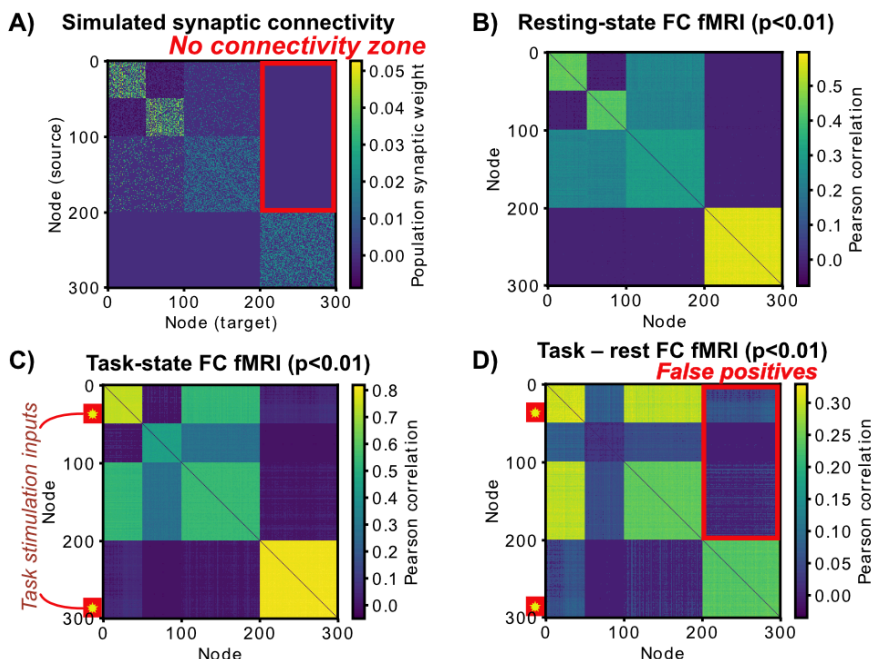 A)
Simulated synaptic connectivity
No connectivity zone
0
100
200
300
0
100
200
300
Node (source)
Node (target)
0.05
0.04
0.03
0.02
0.01
0.00
Population synaptic weight
B)
Resting-state FC fMRI (p<0.01)
0
100
200
300
0
100
200
300
Node
Node
0.5
0.4
0.3
0.2
0.1
0.0
Pearson correlation
C)
Task-state FC fMRI (p<0.01)
Task stimulation inputs
0
100
200
300
0
100
200
300
Node
Node
0.8
0.7
0.6
0.5
0.4
0.3
0.2
0.1
0.0
Pearson correlation
D)
Task – rest FC fMRI (p<0.01)
False positives
0
100
200
300
0
100
200
300
Node
Node
0.30
0.25
0.20
0.15
0.10
0.05
0.00
Pearson correlation